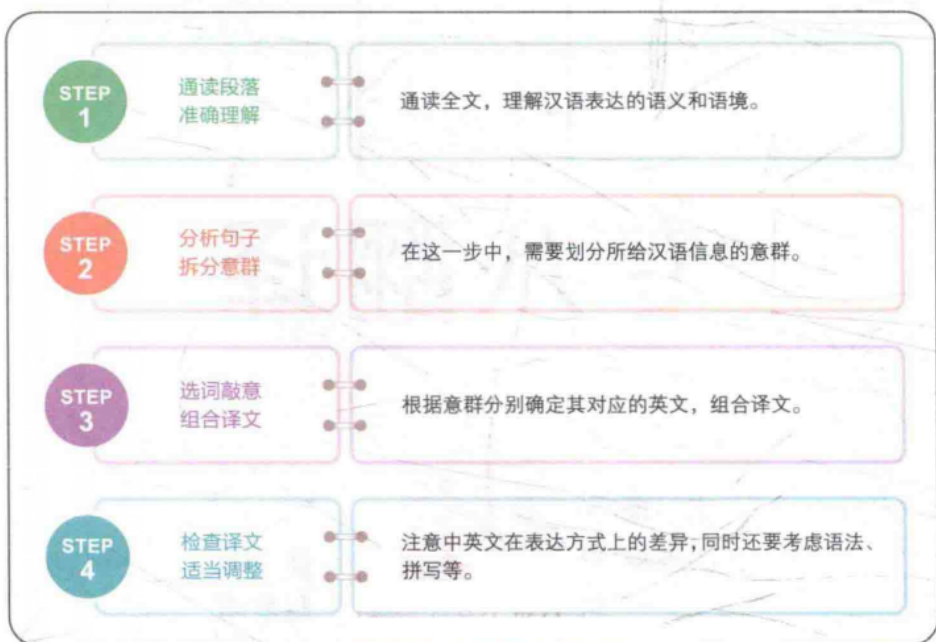 STEP
1
通读段落
准确理解
通读全文，理解汉语表达的语义和语境。
STEP
2
分析句子
拆分意群
在这一步中，需要划分所给汉语信息的意群。
STEP
3
选词敲意
组合译文
根据意群分别确定其对应的英文，组合译文。
STEP
4
检查译文
适当调整
注意中英文在表达方式上的差异；同时还要考虑语法、
拼写等。